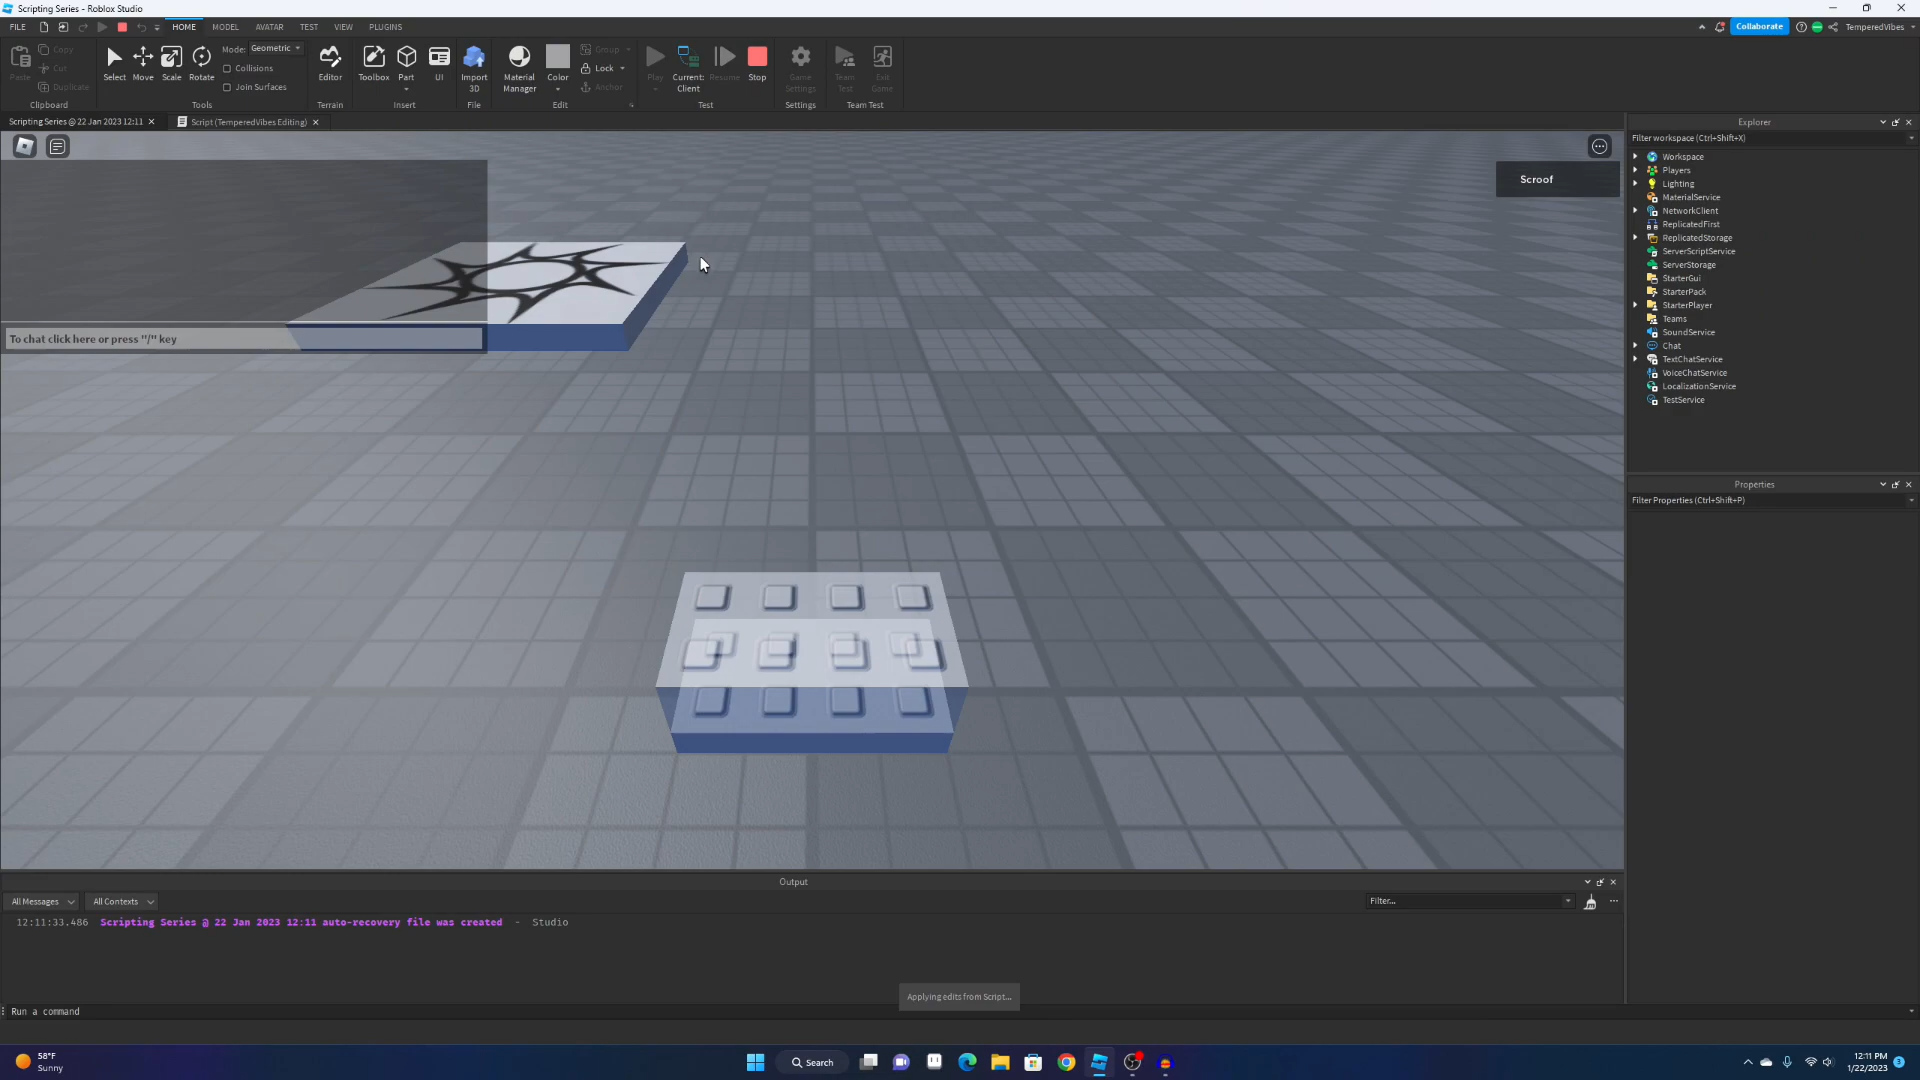 Scripting Series - Roblox Studio
FILE HOME MODEL AVATAR TEST VIEW PLUGINS
Collaborate TemperedVibes
Paste Copy Cut Duplicate Clipboard
Select Move Scale Rotate Mode: Geometric Collisions Join Surfaces Tools
Editor Terrain
Toolbox Part UI Insert
Import 3D File
Material Manager Color Group Lock Anchor Edit
Play Current: Client Resume Stop Test
Game Settings Settings
Team Test Exit Game Team Test
Scripting Series @ 22 Jan 2023 12:11 Script (TemperedVibes Editing)
To chat click here or press "/" key
Scroof
Explorer
Filter workspace (Ctrl+Shift+X)
Workspace
Players
Lighting
MaterialService
NetworkClient
ReplicatedFirst
ReplicatedStorage
ServerScriptService
ServerStorage
StarterGui
StarterPack
StarterPlayer
Teams
SoundService
Chat
TextChatService
VoiceChatService
LocalizationService
TestService
Properties
Filter Properties (Ctrl+Shift+P)
Output
All Messages All Contexts Filter...
12:11:33.486 Scripting Series @ 22 Jan 2023 12:11 auto-recovery file was created - Studio
Applying edits from Script...
Run a command
58°F
Sunny
Search
12:11 PM
1/22/2023
3